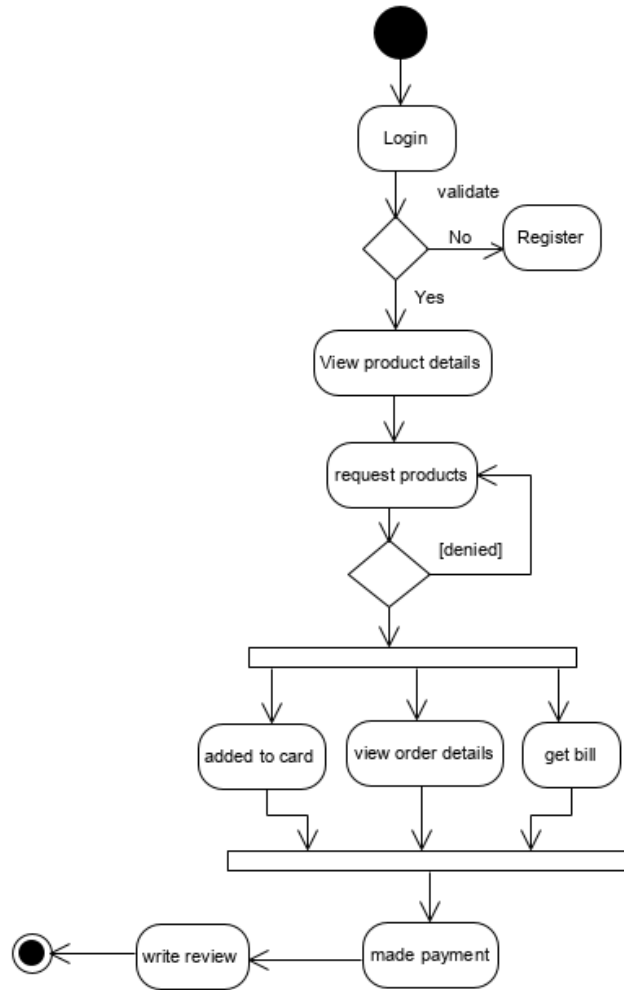 Login
validate
No
Register
Yes
View product details
request products
[denied]
added to card
view order details
get bill
made payment
write review